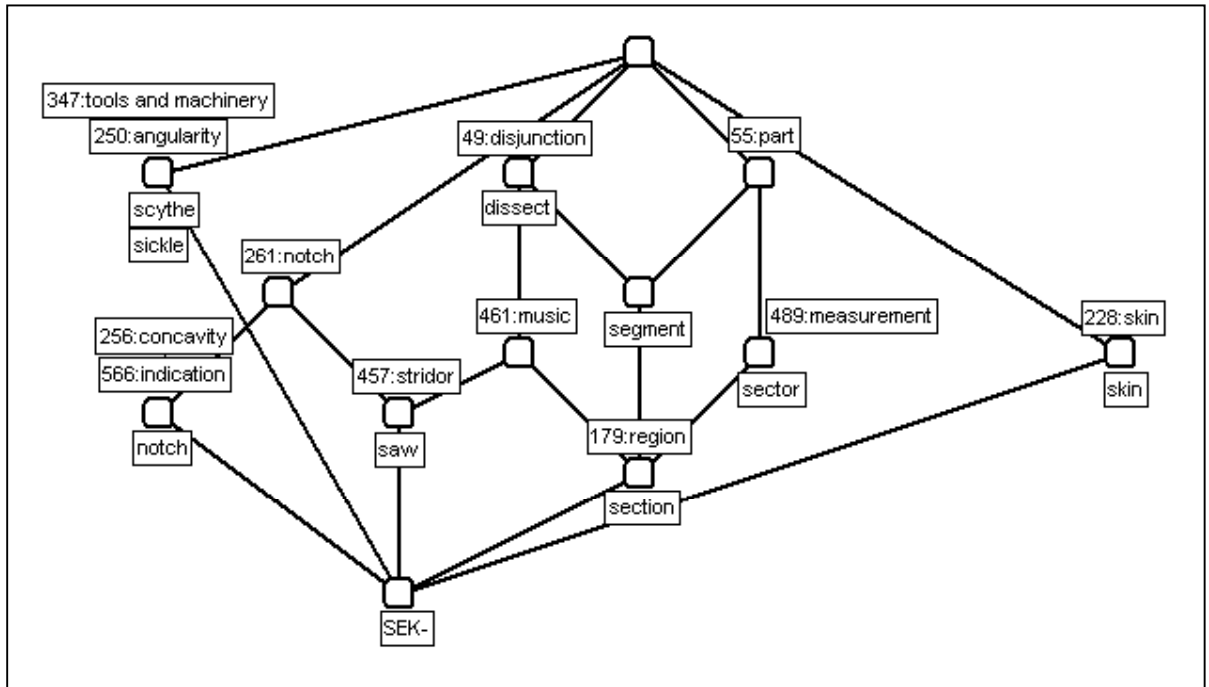 347:tools and machinery
250:angularity
49:disjunction
55:part
scythe
dissect
sickle
261:notch
461:music
segment
489:measurement
228:skin
256:concavity
566:indication
457:stridor
sector
skin
notch
saw
179:region
section
SEK-